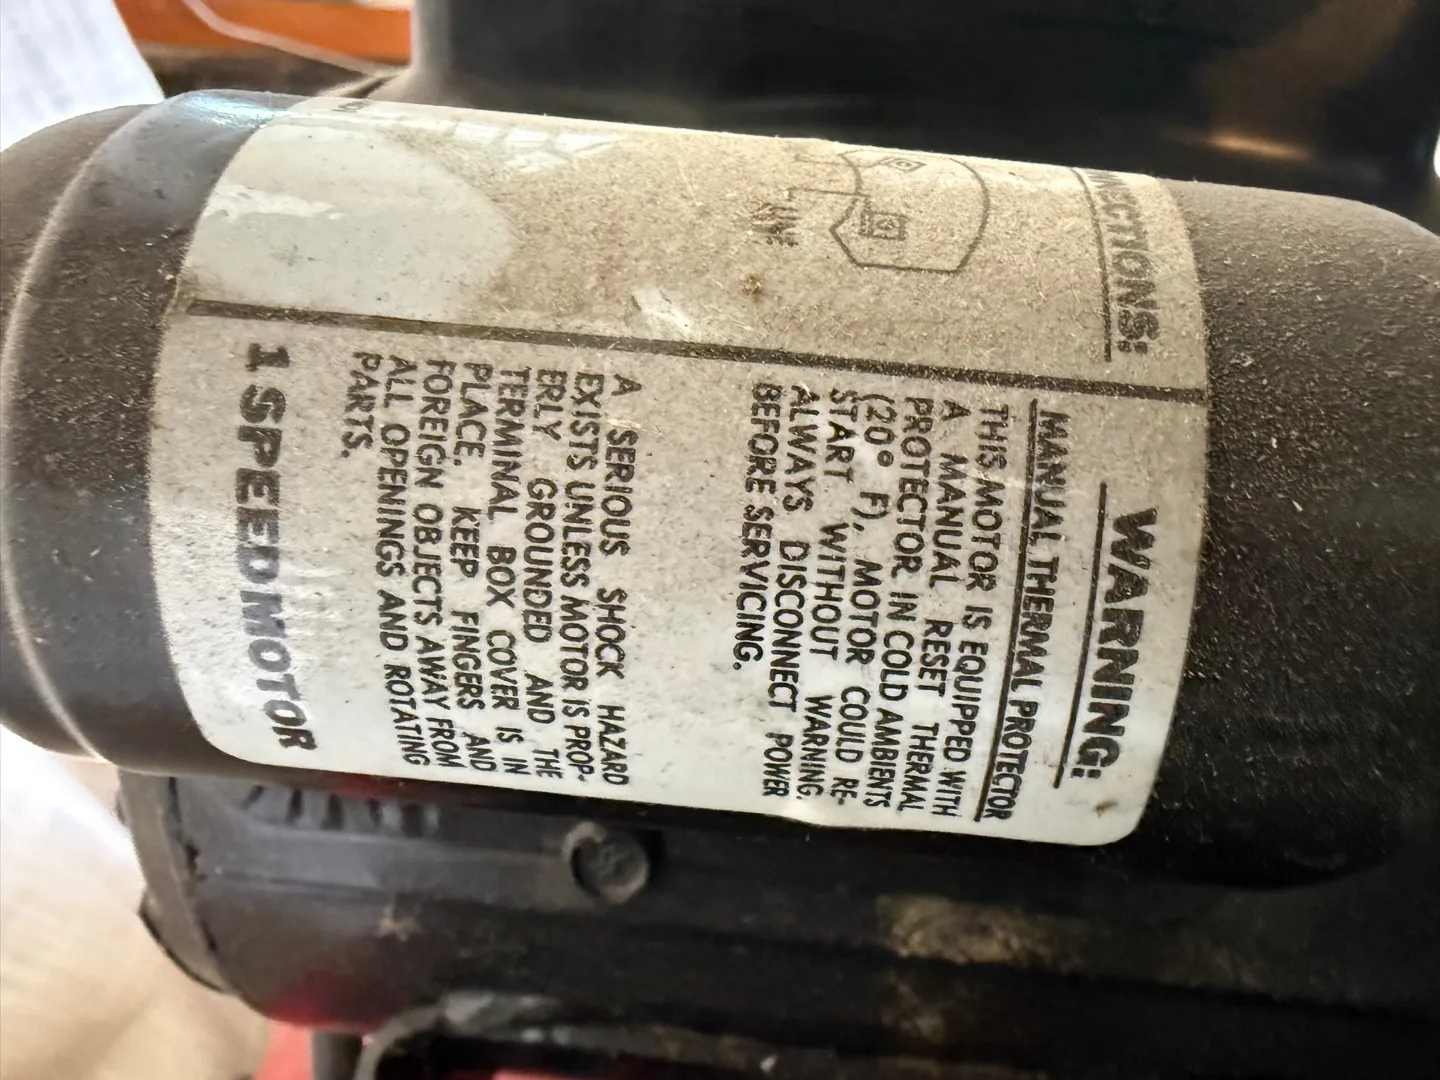 WARNING:
MANUAL THERMAL PROTECTOR
THIS MOTOR IS EQUIPPED WITH
A MANUAL RESET THERMAL
PROTECTOR. IN COLD AMBIENTS
(20° F), MOTOR COULD RE-
START WITHOUT WARNING.
ALWAYS DISCONNECT POWER
BEFORE SERVICING.
A SERIOUS SHOCK HAZARD
EXISTS UNLESS MOTOR IS PROP-
ERLY GROUNDED AND THE
TERMINAL BOX COVER IS IN
PLACE. KEEP FINGERS AND
FOREIGN OBJECTS AWAY FROM
ALL OPENINGS AND ROTATING
PARTS.
1 SPEED MOTOR
NNECTIONS:
LINE